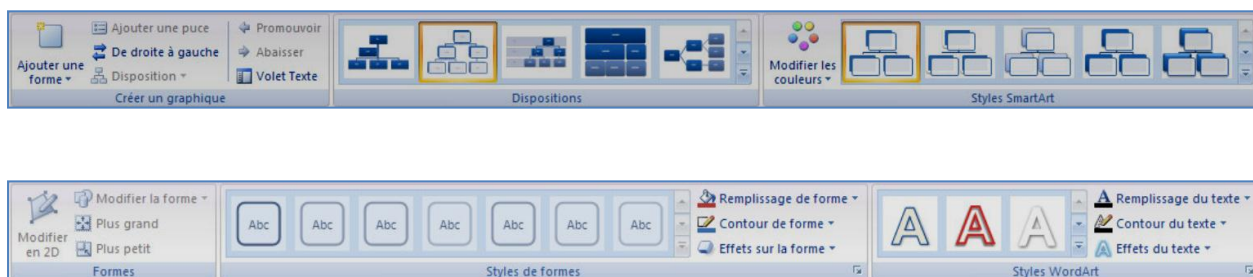 Ajouter une forme
Ajouter une puce
De droite à gauche
Disposition
Promouvoir
Abaisser
Volet Texte
Créer un graphique
Dispositions
Modifier les couleurs
Styles SmartArt
Modifier en 2D
Modifier la forme
Plus grand
Plus petit
Formes
Abc Abc Abc Abc Abc Abc Abc
Remplissage de forme
Contour de forme
Effets sur la forme
Styles de formes
A A A
Remplissage du texte
Contour du texte
Effets du texte
Styles WordArt